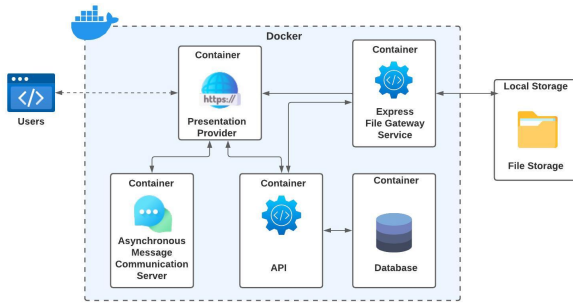 Docker
Container
https://
Presentation
Provider
Container
Express
File Gateway
Service
Local Storage
File Storage
Users
Container
Asynchronous
Message
Communication
Server
Container
API
Container
Database